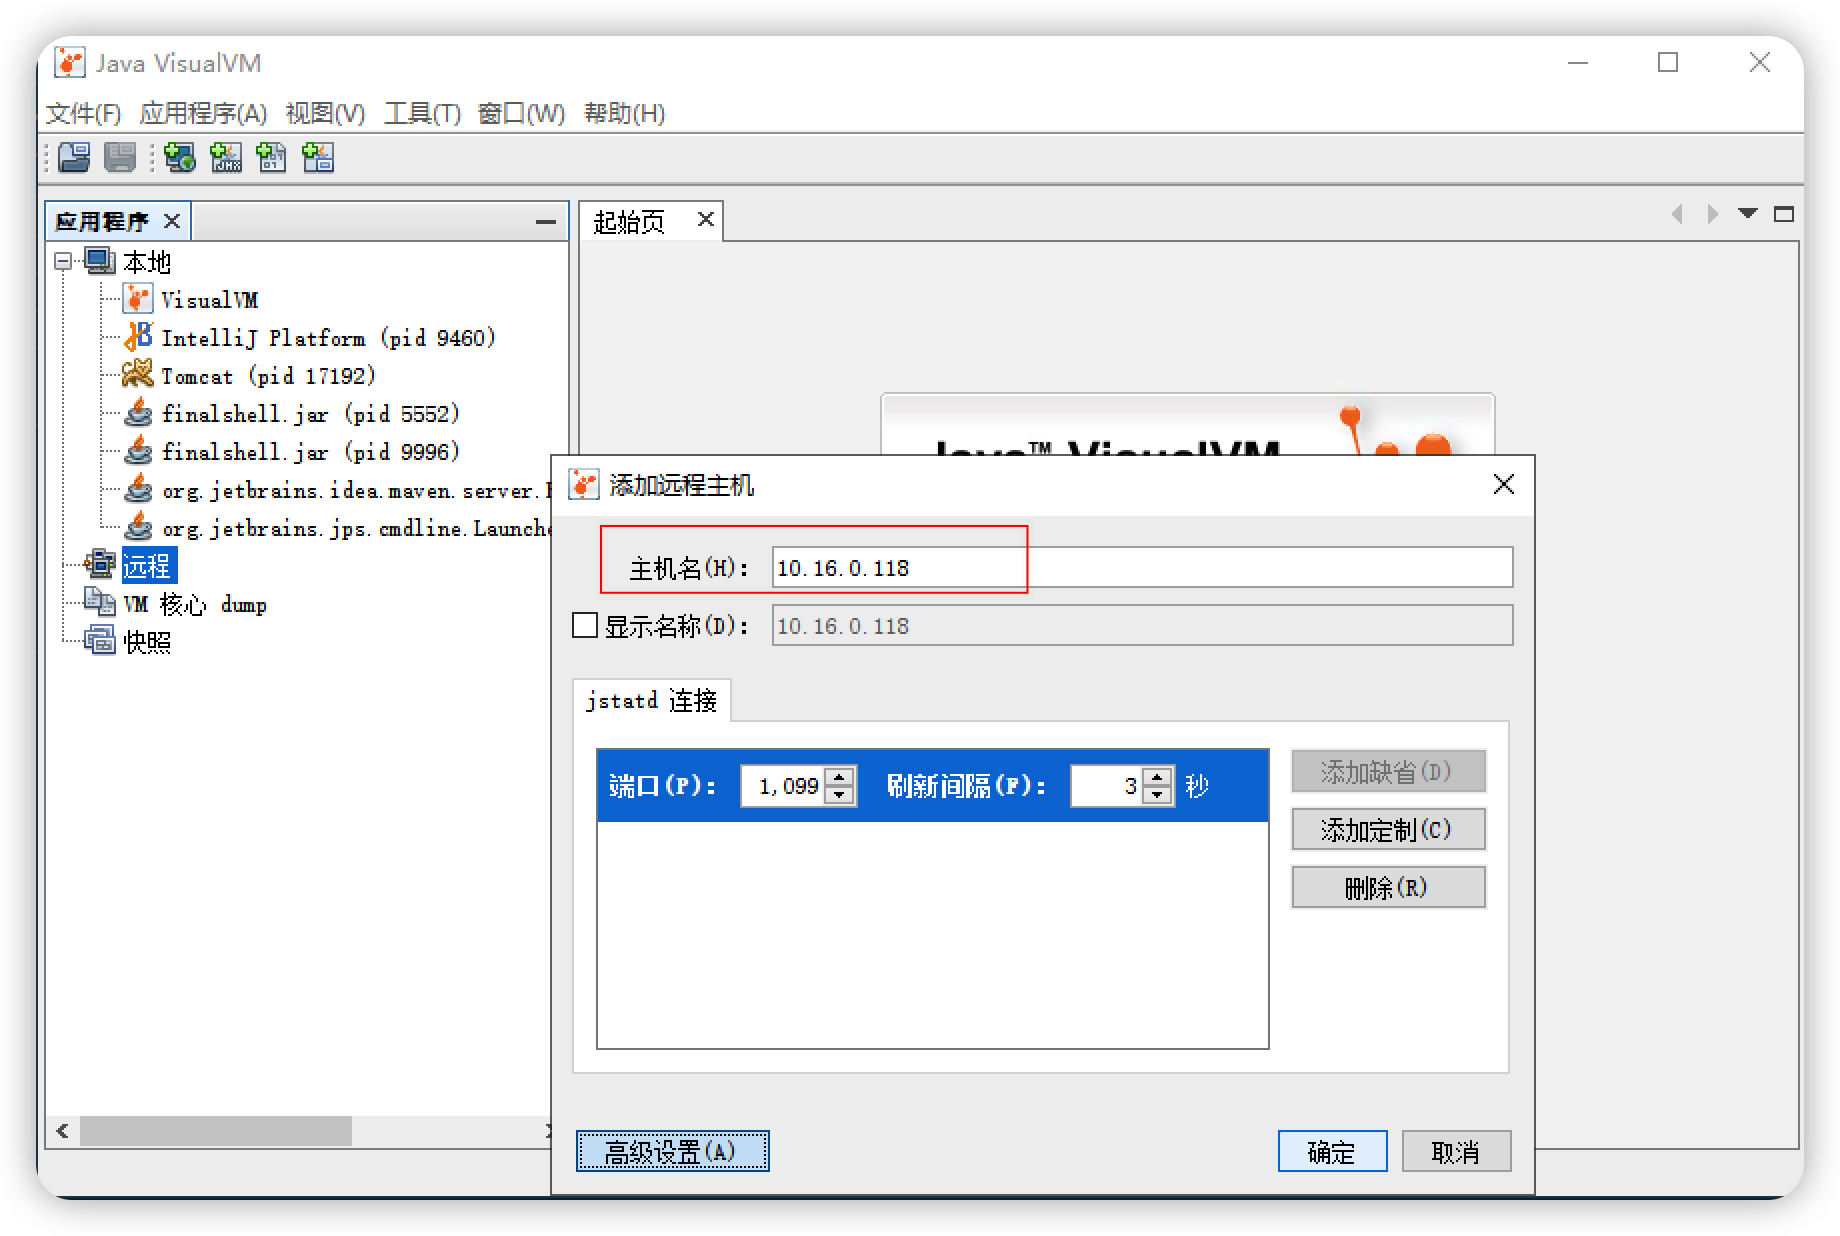 Java VisualVM
文件(F) 应用程序(A) 视图(V) 工具(T) 窗口(W) 帮助(H)
应用程序
起始页
本地
VisualVM
IntelliJ Platform (pid 9460)
Tomcat (pid 17192)
finalshell.jar (pid 5552)
finalshell.jar (pid 9996)
org.jetbrains.idea.maven.server.
org.jetbrains.jps.cmdline.Launche
远程
VM 核心 dump
快照
Java™ VisualVM
添加远程主机
主机名(H): 10.16.0.118
显示名称(D): 10.16.0.118
jstatd 连接
端口(P): 1,099 刷新间隔(F): 3 秒
添加缺省(D)
添加定制(C)
删除(R)
高级设置(A) 确定 取消